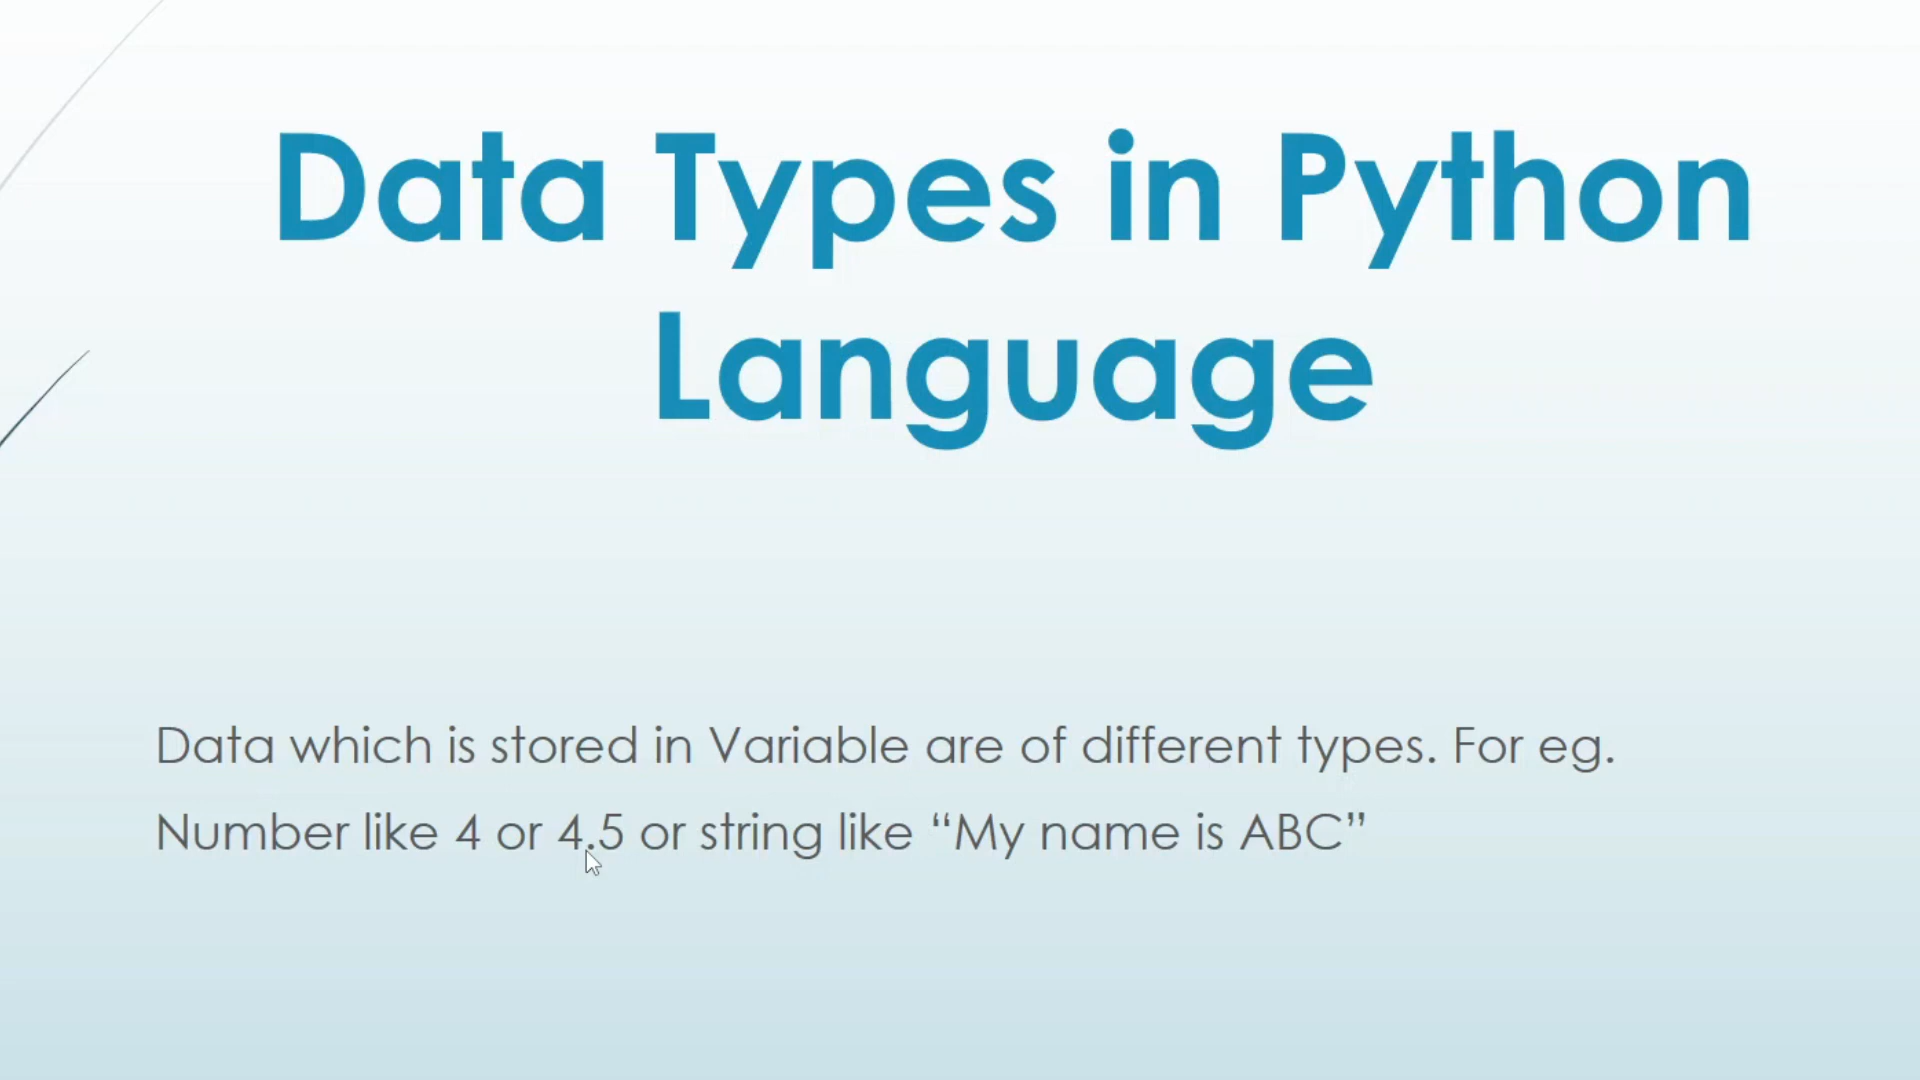 Data Types in Python
Language
Data which is stored in Variable are of different types. For eg.
Number like 4 or 4.5 or string like “My name is ABC”